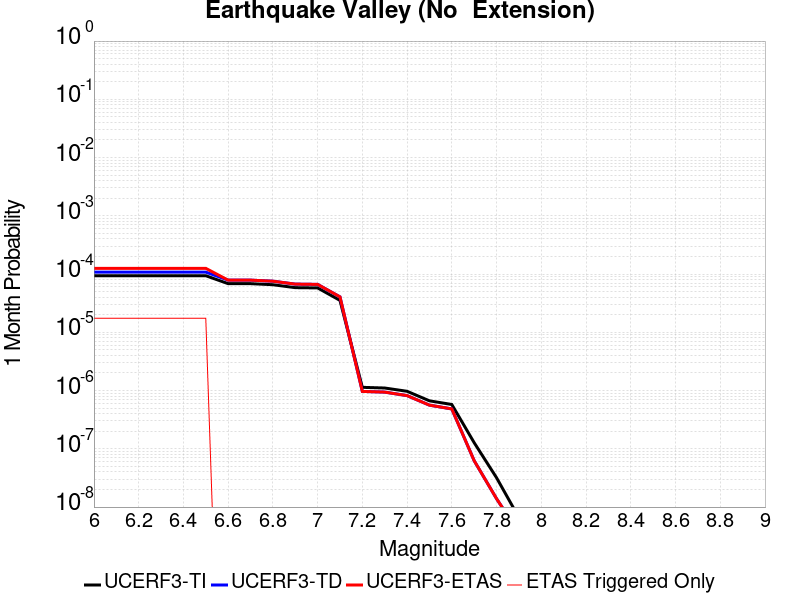 Earthquake Valley (No  Extension)
10^0
10^-1
10^-2
10^-3
10^-4
10^-5
10^-6
10^-7
10^-8
1 Month Probability
6 6.2 6.4 6.6 6.8 7 7.2 7.4 7.6 7.8 8 8.2 8.4 8.6 8.8 9
Magnitude
UCERF3-TI UCERF3-TD UCERF3-ETAS ETAS Triggered Only